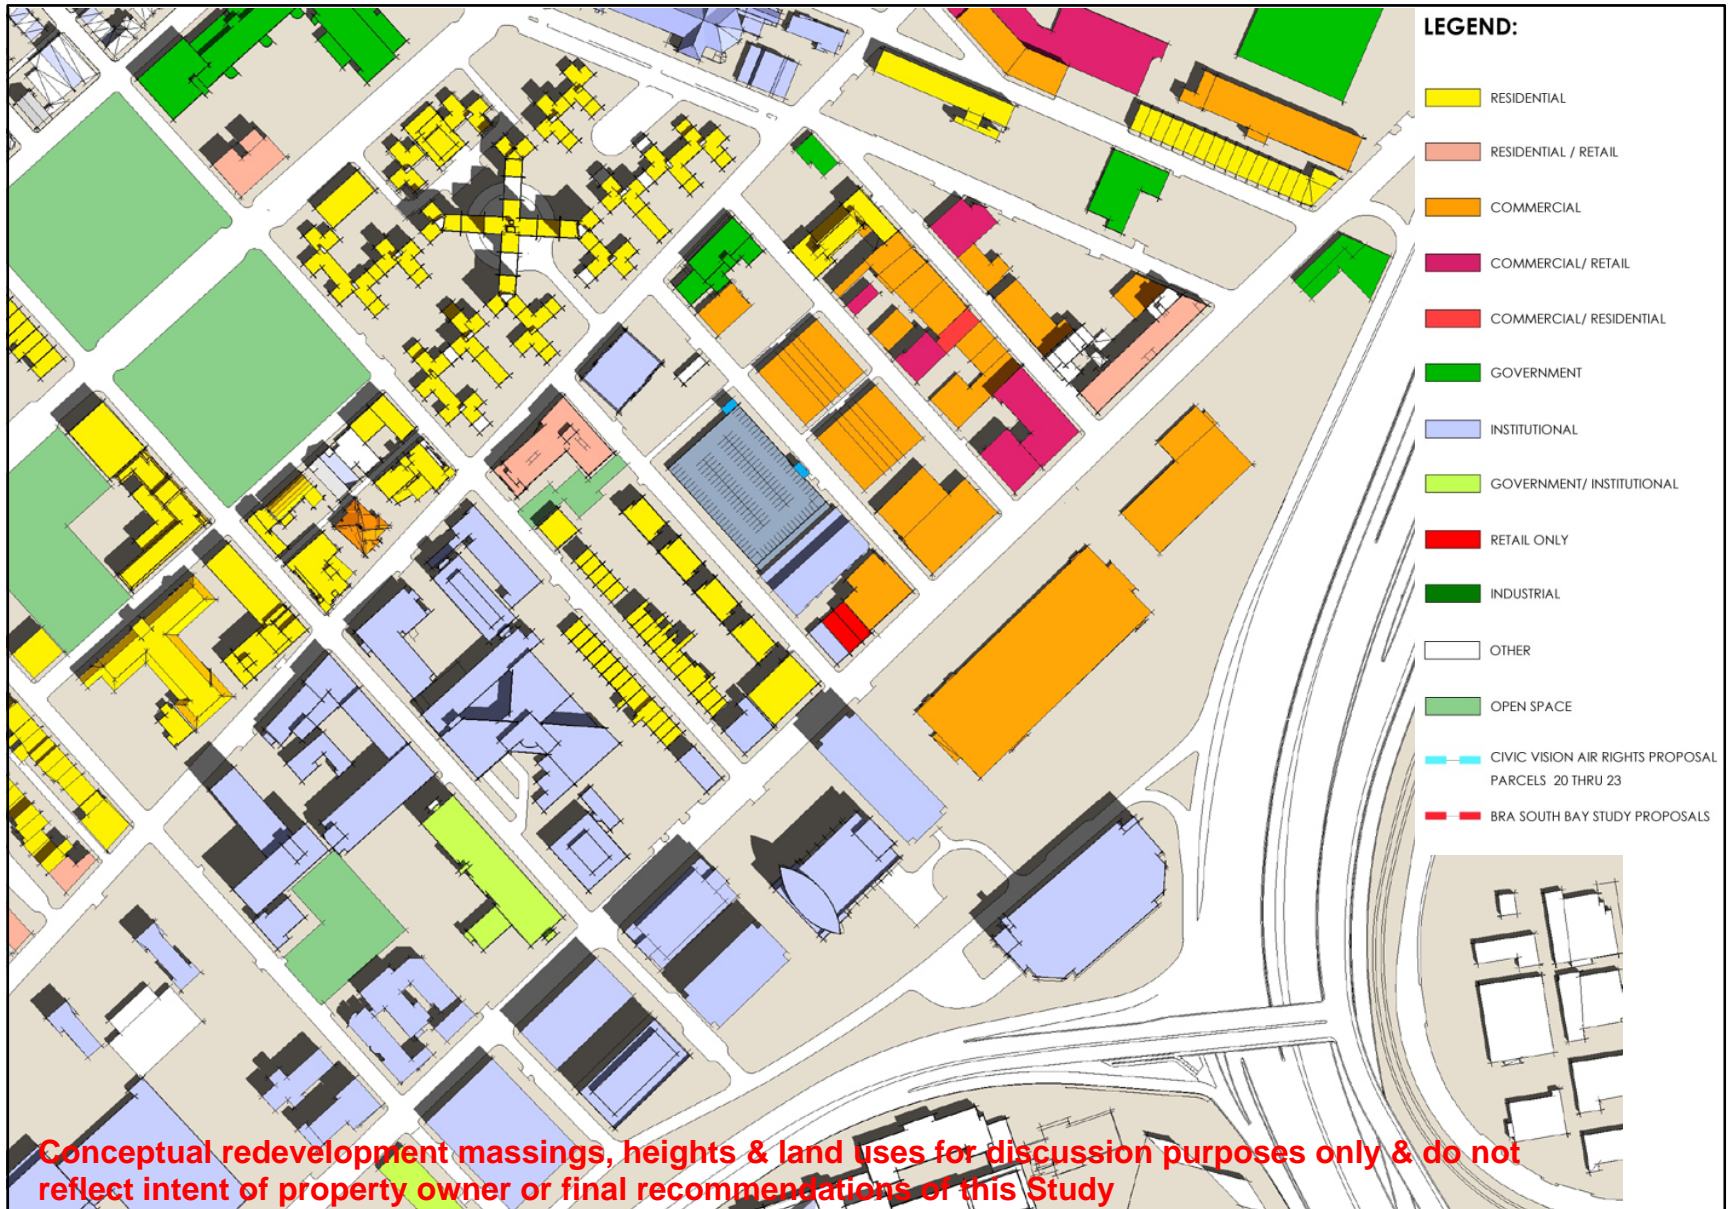 LEGEND:
RESIDENTIAL
RESIDENTIAL / RETAIL
COMMERCIAL
COMMERCIAL/ RETAIL
COMMERCIAL/ RESIDENTIAL
GOVERNMENT
INSTITUTIONAL
GOVERNMENT/ INSTITUTIONAL
RETAIL ONLY
INDUSTRIAL
OTHER
OPEN SPACE
CIVIC VISION AIR RIGHTS PROPOSAL
PARCELS 20 THRU 23
BRA SOUTH BAY STUDY PROPOSALS
Conceptual redevelopment massings, heights & land uses for discussion purposes only & do not
reflect intent of property owner or final recommendations of this Study